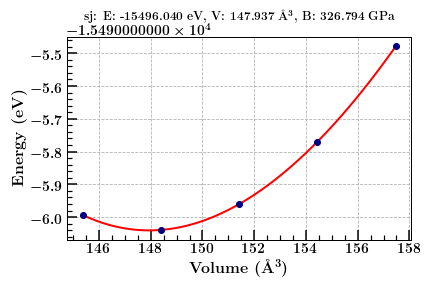 sj: E: -15496.040 eV, V: 147.937 Å³, B: 326.794 GPa
−1.5490000000 × 10⁴
−5.5
−5.6
−5.7
−5.8
−5.9
−6.0
Energy (eV)
146 148 150 152 154 156 158
Volume (Å³)